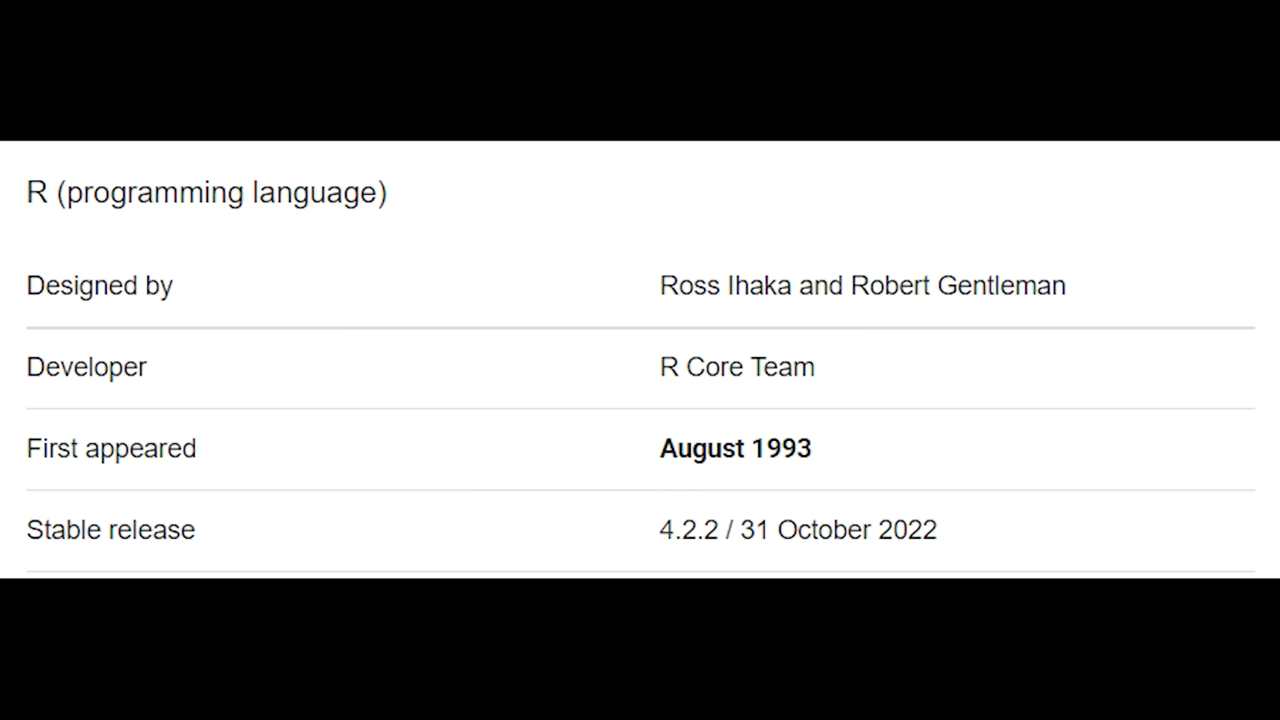 R (programming language)
Designed by Ross Ihaka and Robert Gentleman
Developer R Core Team
First appeared August 1993
Stable release 4.2.2 / 31 October 2022